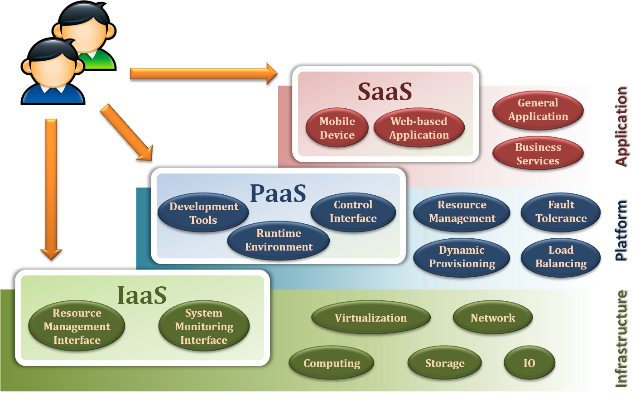 SaaS
Mobile
Device
Web-based
Application
General
Application
Business
Services
Application
PaaS
Development
Tools
Control
Interface
Runtime
Environment
Resource
Management
Fault
Tolerance
Dynamic
Provisioning
Load
Balancing
Platform
IaaS
Resource
Management
Interface
System
Monitoring
Interface
Virtualization
Network
Computing
Storage
IO
Infrastructure